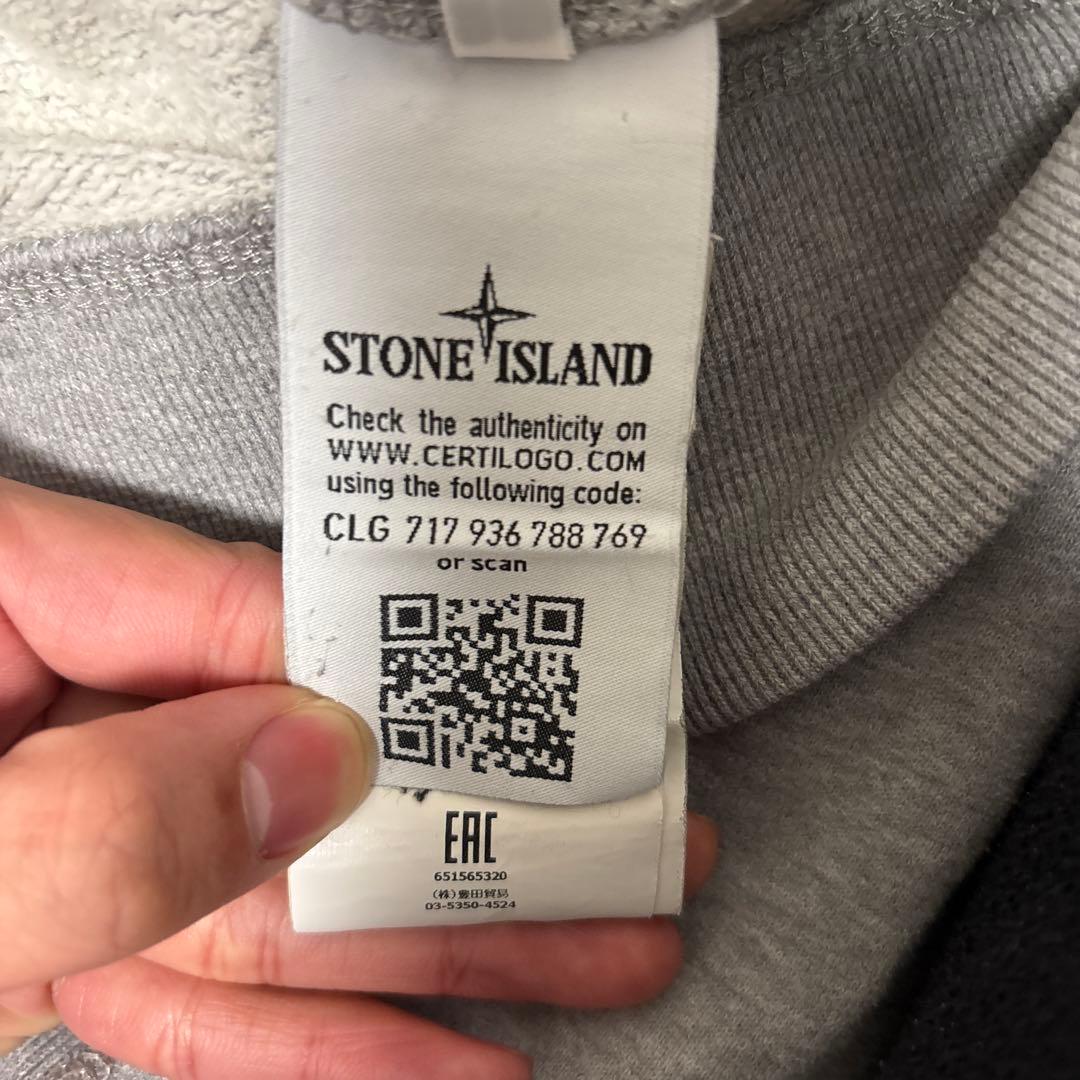 STONE ISLAND
Check the authenticity on
WWW.CERTILOGO.COM
using the following code:
CLG 717 936 788 769
or scan
EAC
651565320
(株)豊田貿易
03-5350-4524